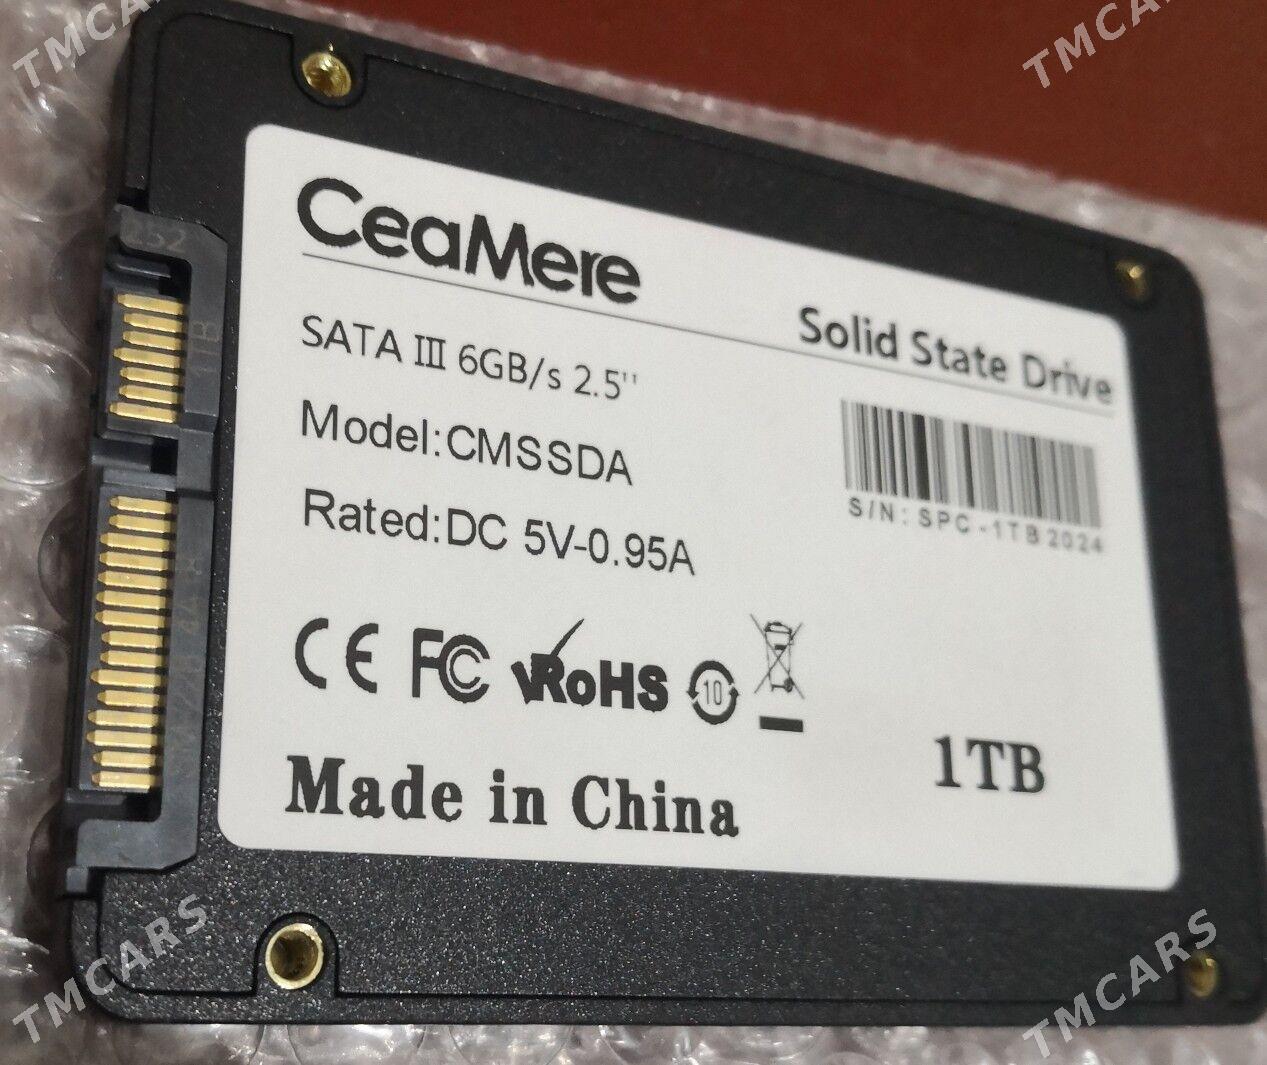 TMCARS
TMCARS
CeaMere
Solid State Drive
SATA III 6GB/s 2.5''
Model:CMSSDA
Rated:DC 5V-0.95A
S/N: SPC-1TB2024
CE FC RoHS 10
Made in China
1TB
TMCARS
TMCARS